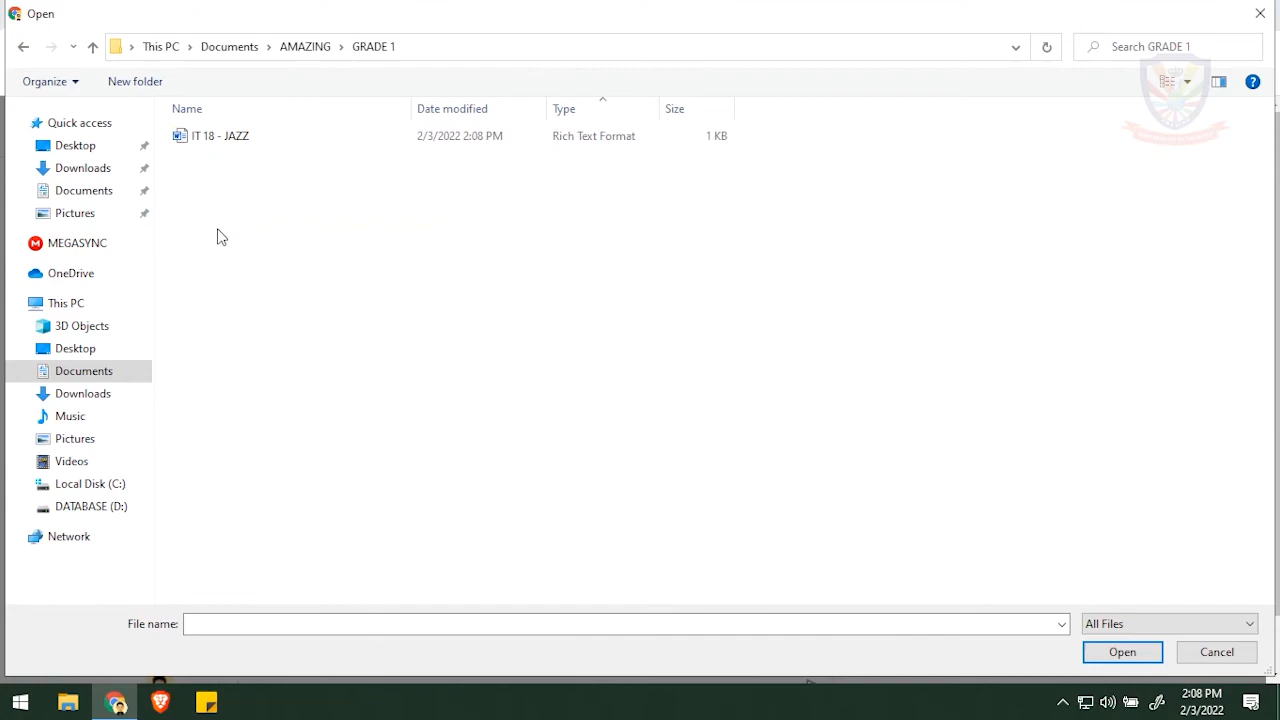 Open
This PC Documents AMAZING GRADE 1 Search GRADE 1
Organize New folder
Name Date modified Type Size
IT 18 - JAZZ 2/3/2022 2:08 PM Rich Text Format 1 KB
Quick access
Desktop
Downloads
Documents
Pictures
MEGASYNC
OneDrive
This PC
3D Objects
Desktop
Documents
Downloads
Music
Pictures
Videos
Local Disk (C:)
DATABASE (D:)
Network
File name: All Files
Open Cancel
2:08 PM
2/3/2022